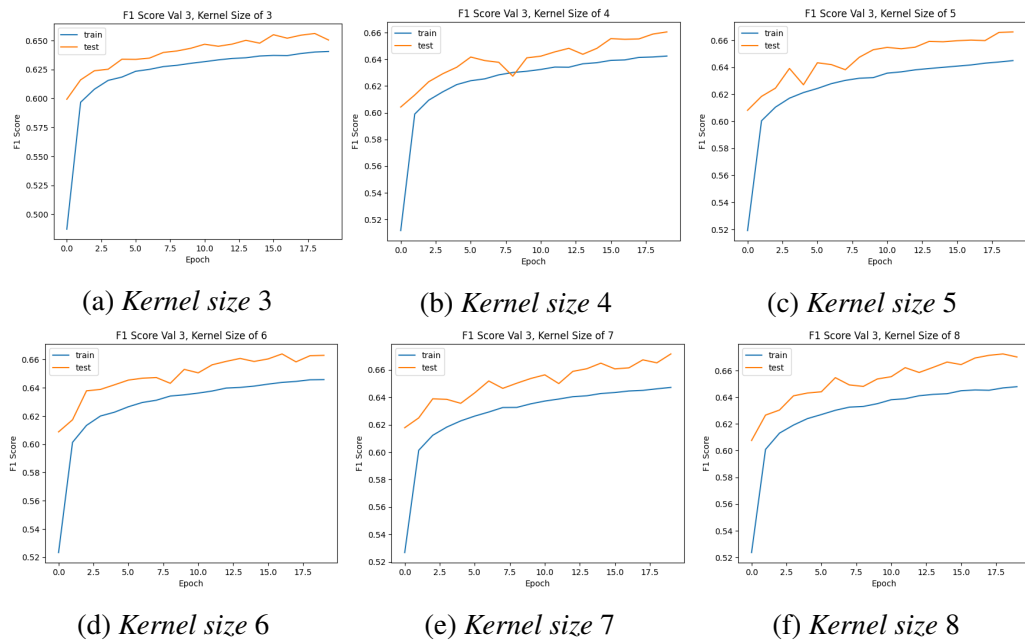 F1 Score Val 3, Kernel Size of 3
train
test
0.650
0.625
0.600
0.575
0.550
0.525
0.500
F1 Score
0.0 2.5 5.0 7.5 10.0 12.5 15.0 17.5
Epoch
(a) Kernel size 3
F1 Score Val 3, Kernel Size of 4
train
test
0.66
0.64
0.62
0.60
0.58
0.56
0.54
0.52
F1 Score
0.0 2.5 5.0 7.5 10.0 12.5 15.0 17.5
Epoch
(b) Kernel size 4
F1 Score Val 3, Kernel Size of 5
train
test
0.66
0.64
0.62
0.60
0.58
0.56
0.54
0.52
F1 Score
0.0 2.5 5.0 7.5 10.0 12.5 15.0 17.5
Epoch
(c) Kernel size 5
F1 Score Val 3, Kernel Size of 6
train
test
0.66
0.64
0.62
0.60
0.58
0.56
0.54
0.52
F1 Score
0.0 2.5 5.0 7.5 10.0 12.5 15.0 17.5
Epoch
(d) Kernel size 6
F1 Score Val 3, Kernel Size of 7
train
test
0.66
0.64
0.62
0.60
0.58
0.56
0.54
0.52
F1 Score
0.0 2.5 5.0 7.5 10.0 12.5 15.0 17.5
Epoch
(e) Kernel size 7
F1 Score Val 3, Kernel Size of 8
train
test
0.66
0.64
0.62
0.60
0.58
0.56
0.54
0.52
F1 Score
0.0 2.5 5.0 7.5 10.0 12.5 15.0 17.5
Epoch
(f) Kernel size 8